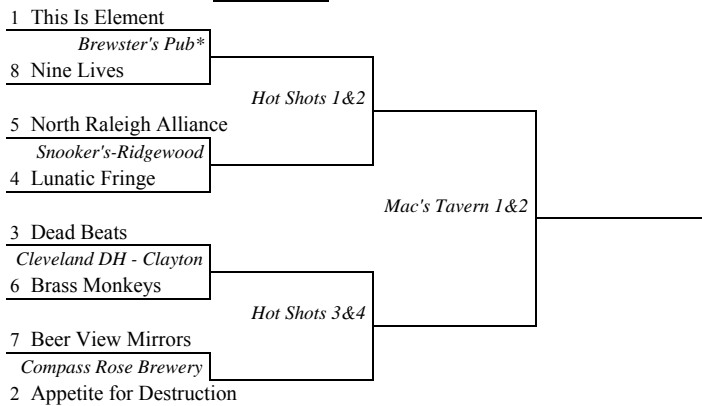 1 This Is Element
Brewster's Pub*
8 Nine Lives
Hot Shots 1&2
5 North Raleigh Alliance
Snooker's-Ridgewood
4 Lunatic Fringe
Mac's Tavern 1&2
3 Dead Beats
Cleveland DH - Clayton
6 Brass Monkeys
Hot Shots 3&4
7 Beer View Mirrors
Compass Rose Brewery
2 Appetite for Destruction